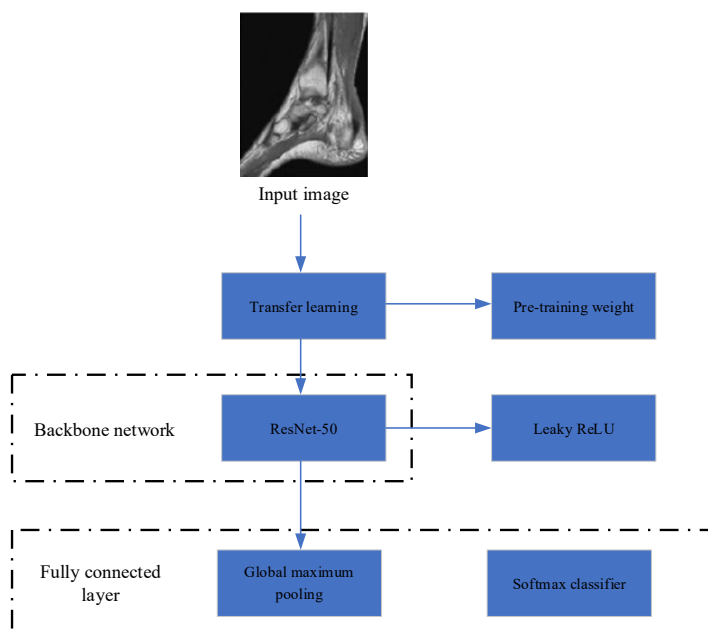 Input image
Transfer learning
Pre-training weight
Backbone network
ResNet-50
Leaky ReLU
Fully connected
layer
Global maximum
pooling
Softmax classifier